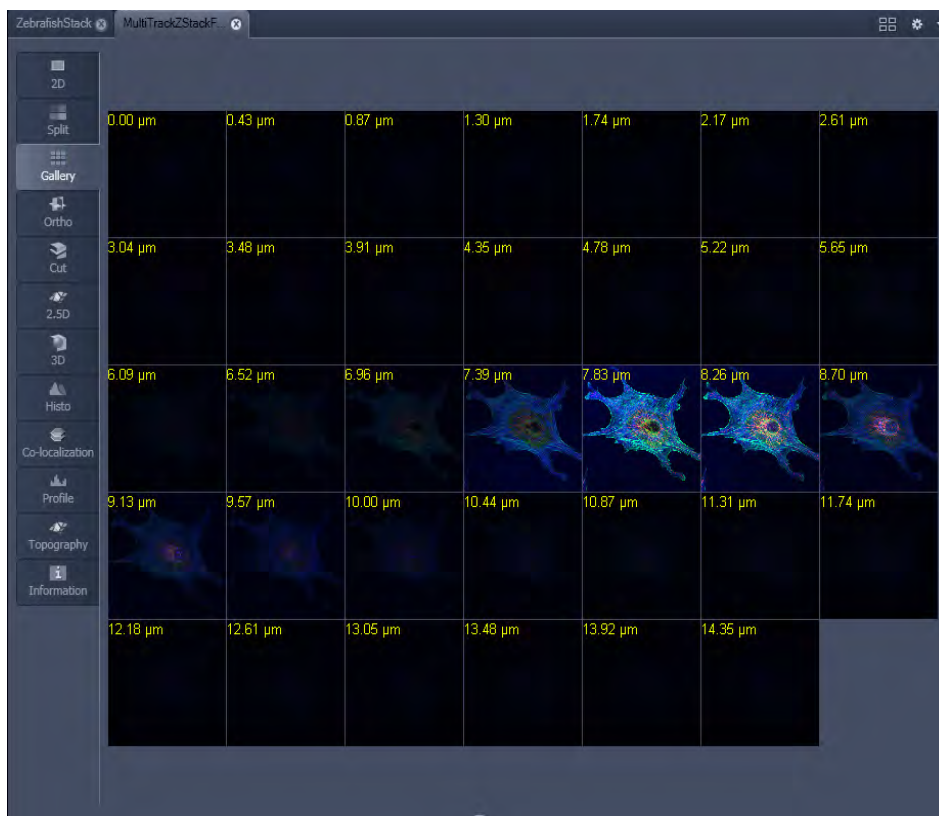 ZebrafishStack MultiTrackZStackF...
2D
Split
Gallery
Ortho
Cut
2.5D
3D
Histo
Co-localization
Profile
Topography
Information
0.00 µm 0.43 µm 0.87 µm 1.30 µm 1.74 µm 2.17 µm 2.61 µm
3.04 µm 3.48 µm 3.91 µm 4.35 µm 4.78 µm 5.22 µm 5.65 µm
6.09 µm 6.52 µm 6.96 µm 7.39 µm 7.83 µm 8.26 µm 8.70 µm
9.13 µm 9.57 µm 10.00 µm 10.44 µm 10.87 µm 11.31 µm 11.74 µm
12.18 µm 12.61 µm 13.05 µm 13.48 µm 13.92 µm 14.35 µm